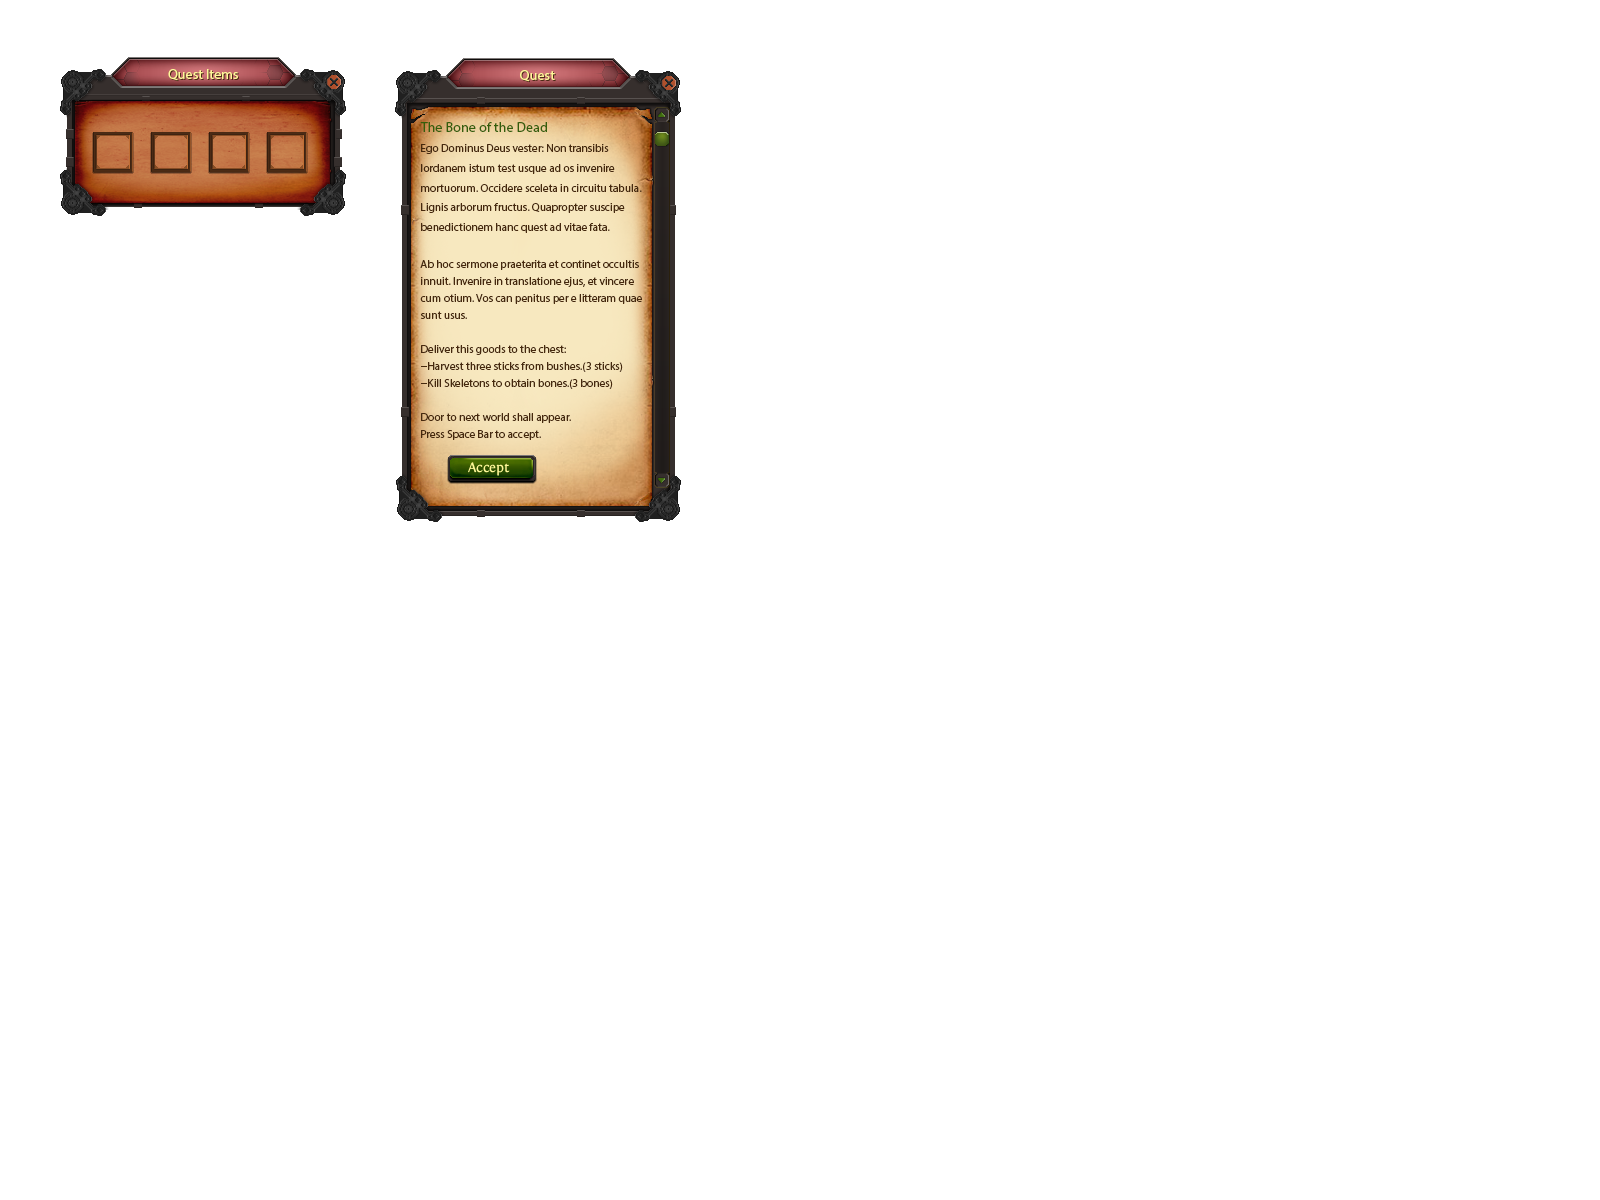 Quest Items
Quest
The Bone of the Dead
Ego Dominus Deus vester: Non transibis
Iordanem istum test usque ad os invenire
mortuorum. Occidere sceleta in circuitu tabula.
Lignis arborum fructus. Quapropter suscipe
benedictionem hanc quest ad vitae fata.
Ab hoc sermone praeterita et continet occultis
innuit. Invenire in translatione ejus, et vincere
cum otium. Vos can penitus per e litteram quae
sunt usus.
Deliver this goods to the chest:
–Harvest three sticks from bushes.(3 sticks)
–Kill Skeletons to obtain bones.(3 bones)
Door to next world shall appear.
Press Space Bar to accept.
Accept